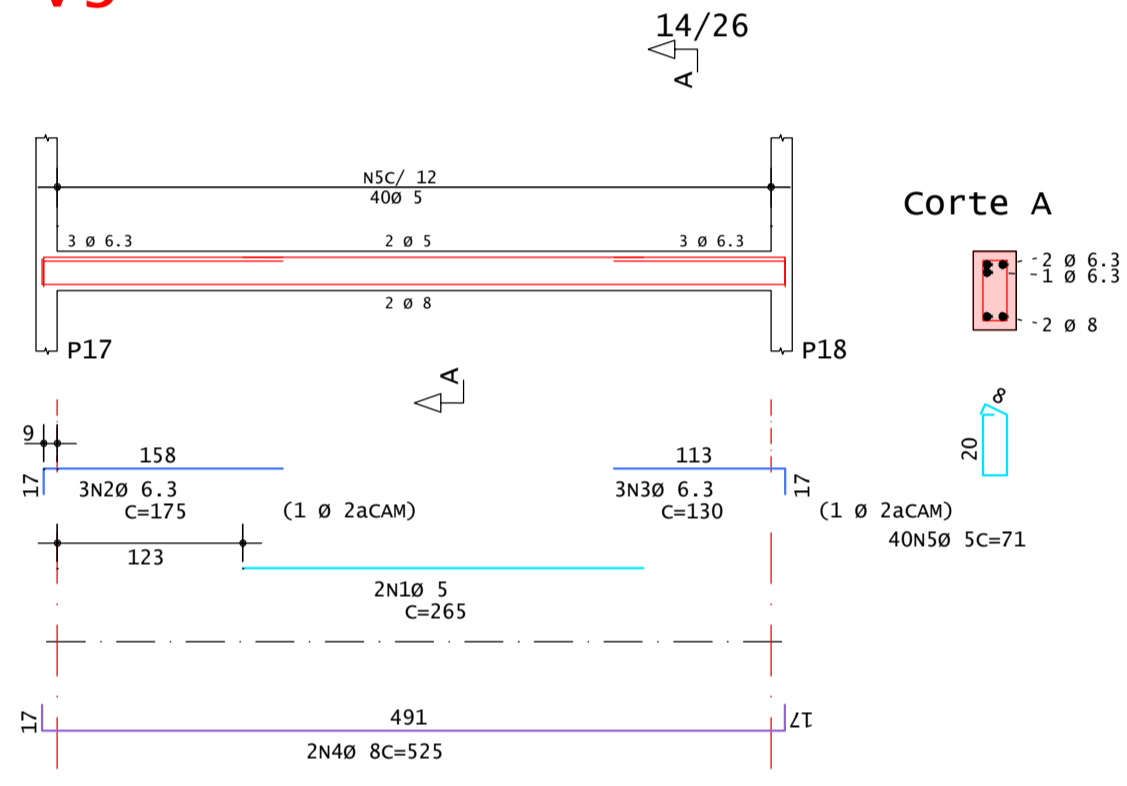 14/26
A
N5C/ 12
40Ø 5
3 Ø 6.3 2 Ø 5 3 Ø 6.3
2 Ø 8
P17 P18
A
Corte A
-2 Ø 6.3
-1 Ø 6.3
-2 Ø 8
8
20
40N5Ø 5C=71
9
158 113
17 17
3N2Ø 6.3 3N3Ø 6.3
C=175 (1 Ø 2aCAM) C=130 (1 Ø 2aCAM)
123
2N1Ø 5
C=265
17 491 17
2N4Ø 8C=525